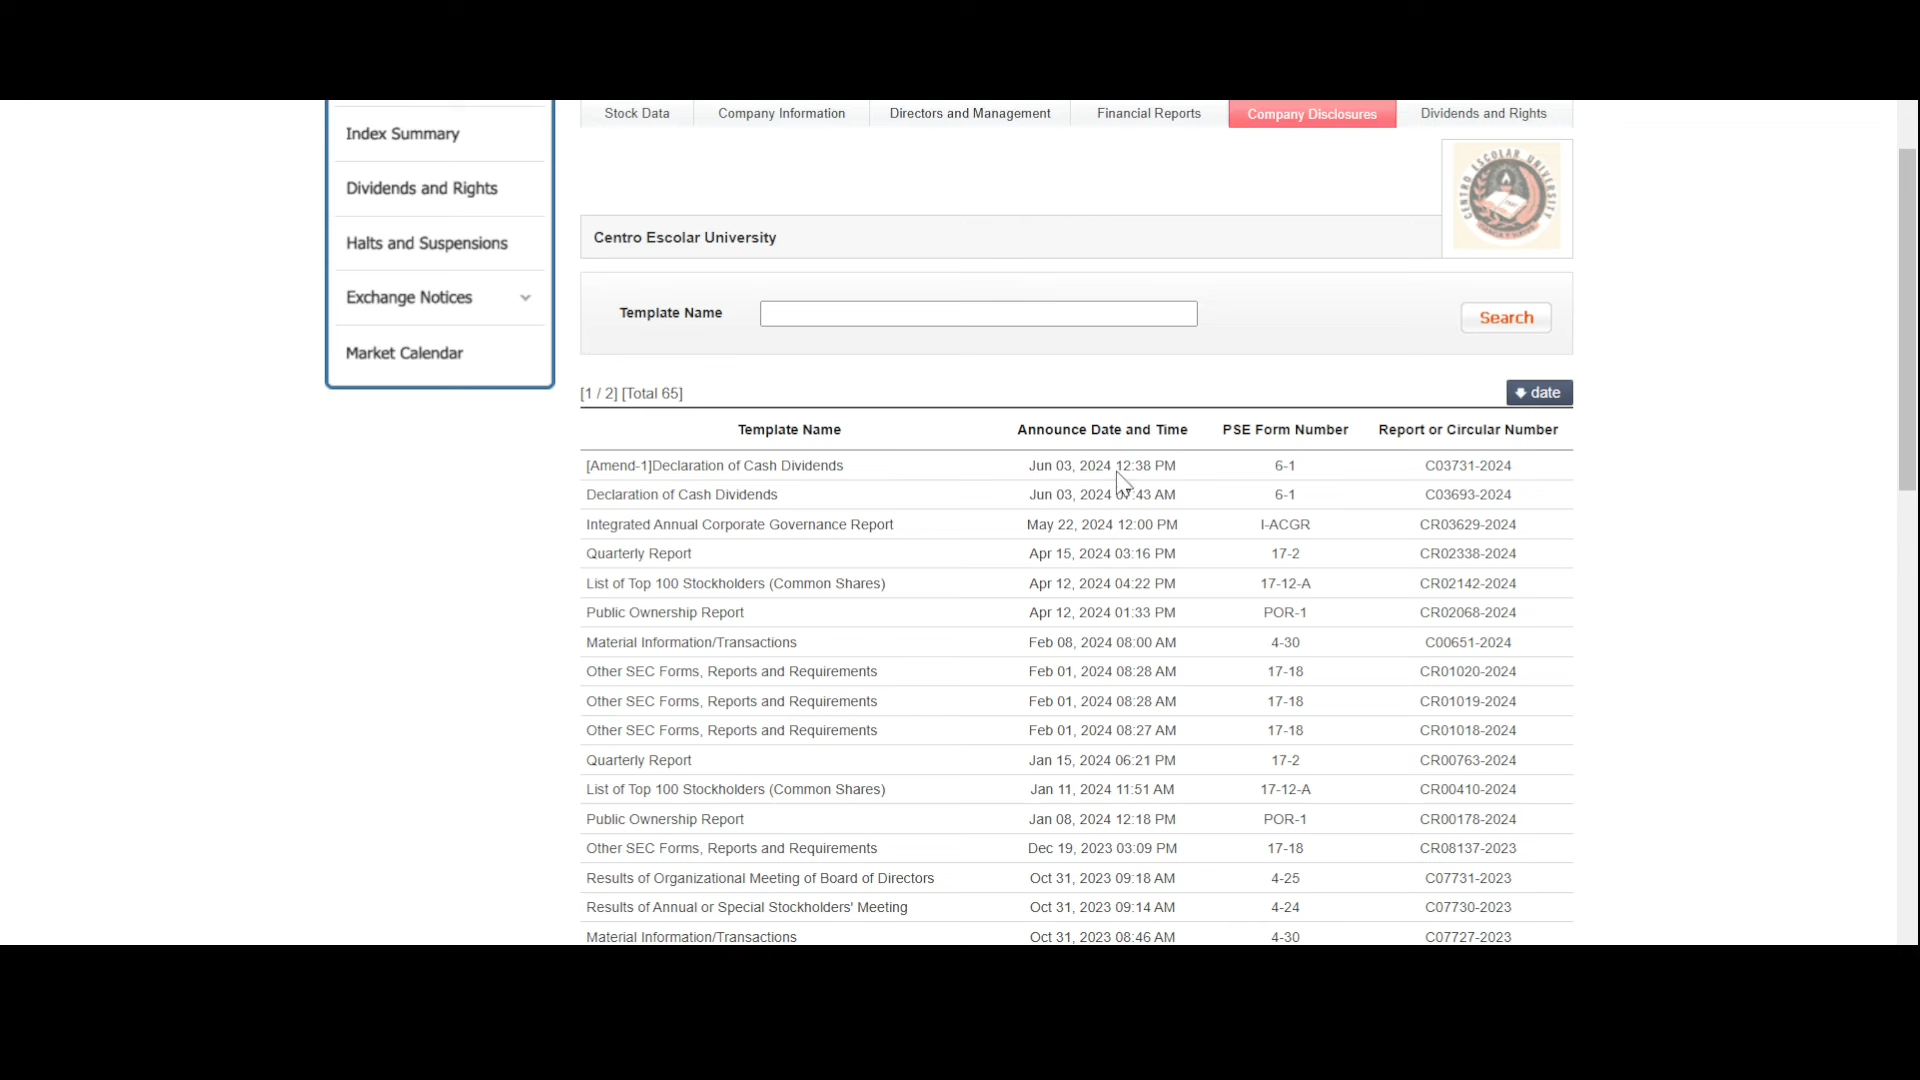 Stock Data Company Information Directors and Management Financial Reports Company Disclosures Dividends and Rights
Index Summary
Dividends and Rights
Halts and Suspensions
Exchange Notices
Market Calendar
CENTRO ESCOLAR UNIVERSITY
Centro Escolar University
Template Name Search
[1 / 2] [Total 65] date
Template Name Announce Date and Time PSE Form Number Report or Circular Number
[Amend-1]Declaration of Cash Dividends Jun 03, 2024 12:38 PM 6-1 C03731-2024
Declaration of Cash Dividends Jun 03, 2024 07:43 AM 6-1 C03693-2024
Integrated Annual Corporate Governance Report May 22, 2024 12:00 PM I-ACGR CR03629-2024
Quarterly Report Apr 15, 2024 03:16 PM 17-2 CR02338-2024
List of Top 100 Stockholders (Common Shares) Apr 12, 2024 04:22 PM 17-12-A CR02142-2024
Public Ownership Report Apr 12, 2024 01:33 PM POR-1 CR02068-2024
Material Information/Transactions Feb 08, 2024 08:00 AM 4-30 C00651-2024
Other SEC Forms, Reports and Requirements Feb 01, 2024 08:28 AM 17-18 CR01020-2024
Other SEC Forms, Reports and Requirements Feb 01, 2024 08:28 AM 17-18 CR01019-2024
Other SEC Forms, Reports and Requirements Feb 01, 2024 08:27 AM 17-18 CR01018-2024
Quarterly Report Jan 15, 2024 06:21 PM 17-2 CR00763-2024
List of Top 100 Stockholders (Common Shares) Jan 11, 2024 11:51 AM 17-12-A CR00410-2024
Public Ownership Report Jan 08, 2024 12:18 PM POR-1 CR00178-2024
Other SEC Forms, Reports and Requirements Dec 19, 2023 03:09 PM 17-18 CR08137-2023
Results of Organizational Meeting of Board of Directors Oct 31, 2023 09:18 AM 4-25 C07731-2023
Results of Annual or Special Stockholders' Meeting Oct 31, 2023 09:14 AM 4-24 C07730-2023
Material Information/Transactions Oct 31, 2023 08:46 AM 4-30 C07727-2023